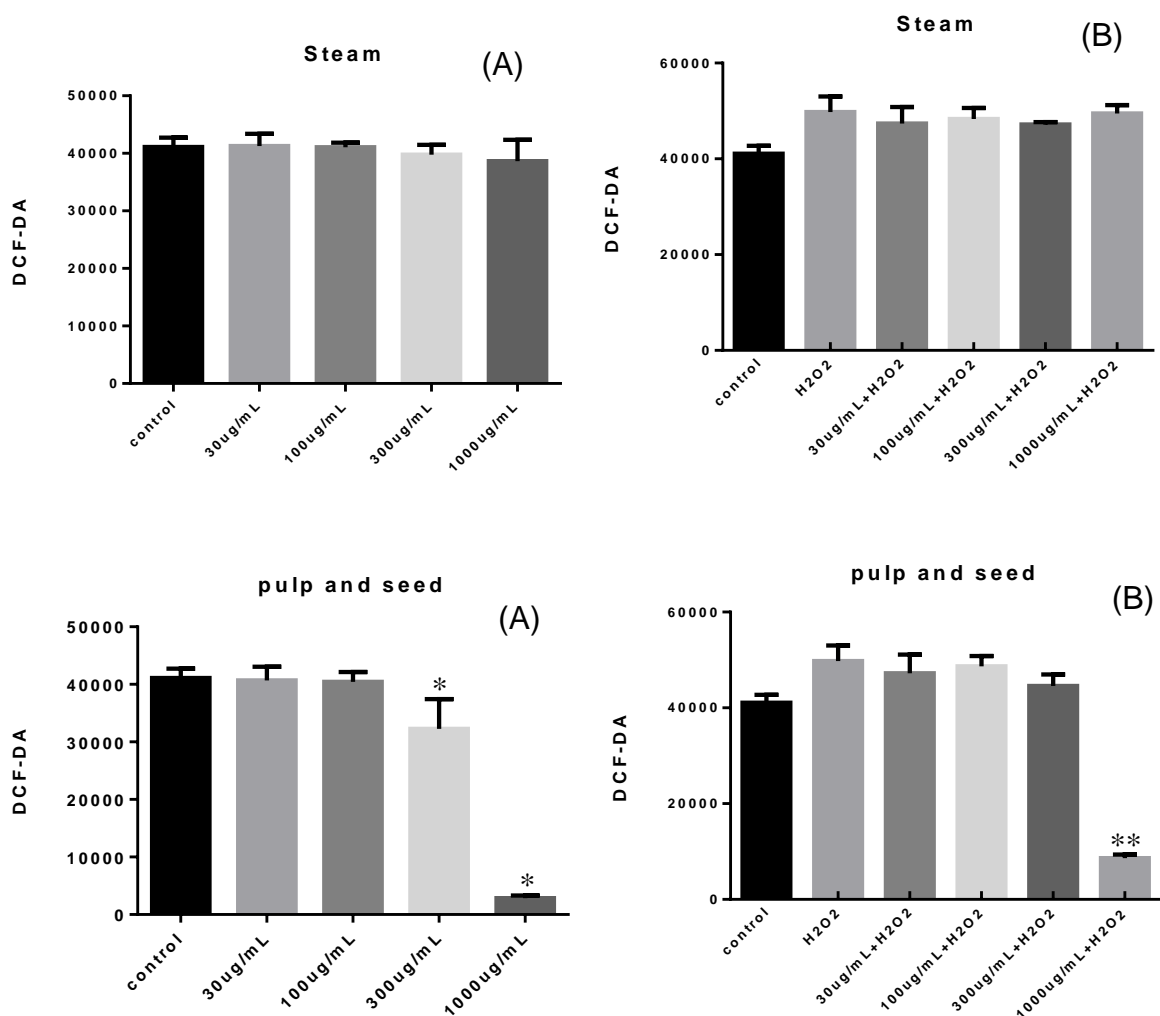 Steam
(A)
50000
40000
30000
20000
10000
0
DCF-DA
control
30ug/mL
100ug/mL
300ug/mL
1000ug/mL
Steam
(B)
60000
40000
20000
0
DCF-DA
control
H2O2
30ug/mL+H2O2
100ug/mL+H2O2
300ug/mL+H2O2
1000ug/mL+H2O2
pulp and seed
(A)
50000
40000
30000
20000
10000
0
DCF-DA
*
*
control
30ug/mL
100ug/mL
300ug/mL
1000ug/mL
pulp and seed
(B)
60000
40000
20000
0
DCF-DA
**
control
H2O2
30ug/mL+H2O2
100ug/mL+H2O2
300ug/mL+H2O2
1000ug/mL+H2O2